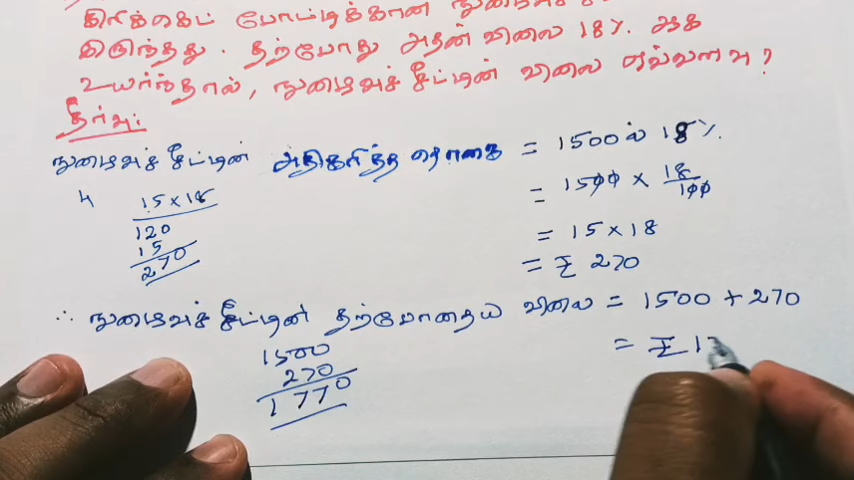 கிரிக்கெட் போட்டிக்கான நுழைவுச்
இருந்தது. தற்போது அதன் விலை 18% ஆக
உயர்ந்தால், நுழைவுச் சீட்டின் விலை எவ்வளவு?
தீர்வு:
நுழைவுச் சீட்டின் அதிகரித்த தொகை = 1500ல் 18%.
= 1500 × 18/100
15 × 18
= 15 × 18
120
15
270
= ₹ 270
∴ நுழைவுச் சீட்டின் தற்போதைய விலை = 1500 + 270
1500
270
1770
= ₹ 17